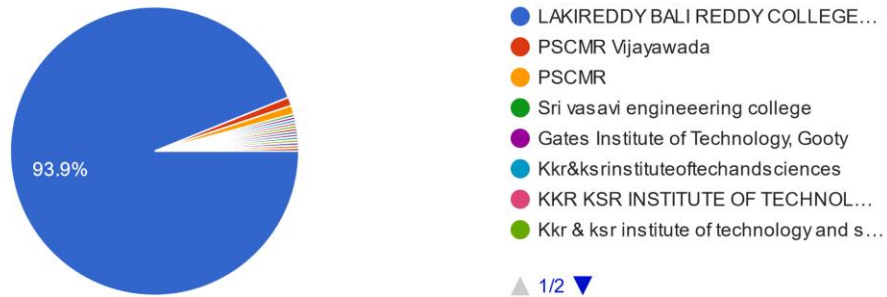 93.9%
LAKIREDDY BALI REDDY COLLEGE…
PSCMR Vijayawada
PSCMR
Sri vasavi engineeering college
Gates Institute of Technology, Gooty
Kkr&ksrinstituteoftechandsciences
KKR KSR INSTITUTE OF TECHNOL…
Kkr & ksr institute of technology and s…
1/2